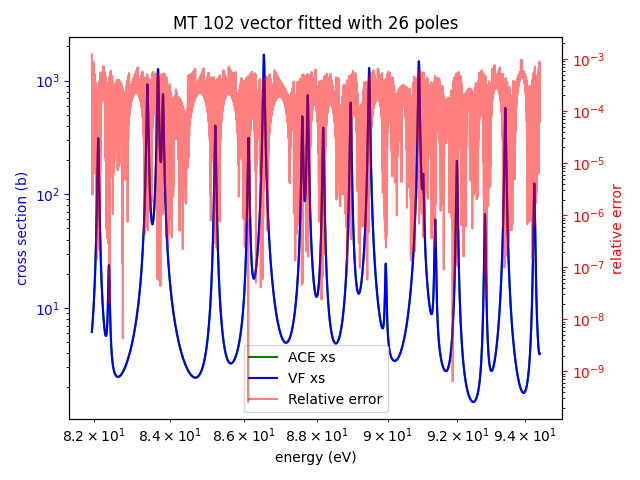 MT 102 vector fitted with 26 poles
10³
10²
10¹
cross section (b)
10⁻³
10⁻⁴
10⁻⁵
10⁻⁶
10⁻⁷
10⁻⁸
10⁻⁹
relative error
ACE xs
VF xs
Relative error
8.2 × 10¹ 8.4 × 10¹ 8.6 × 10¹ 8.8 × 10¹ 9 × 10¹ 9.2 × 10¹ 9.4 × 10¹
energy (eV)